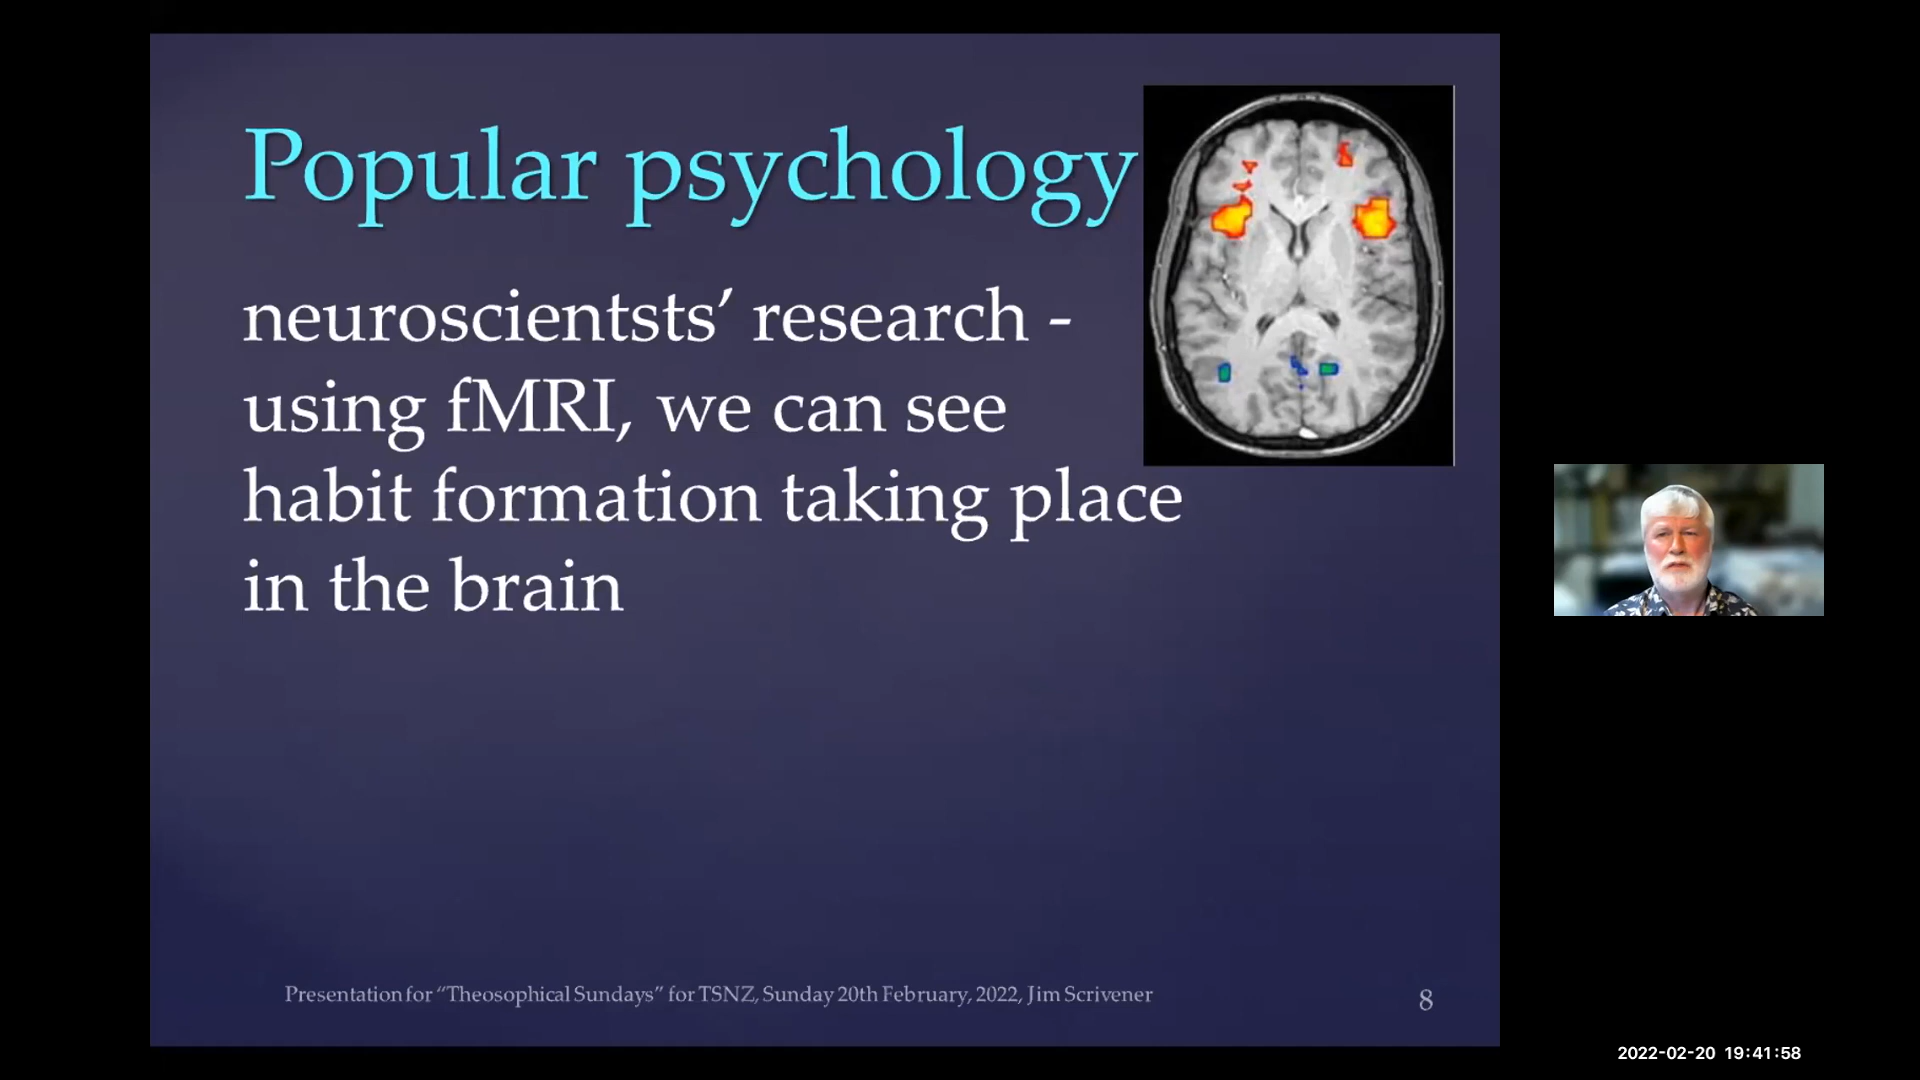 Popular psychology
neuroscientsts’ research -
using fMRI, we can see
habit formation taking place
in the brain
Presentation for “Theosophical Sundays” for TSNZ, Sunday 20th February, 2022, Jim Scrivener
8
2022-02-20 19:41:58